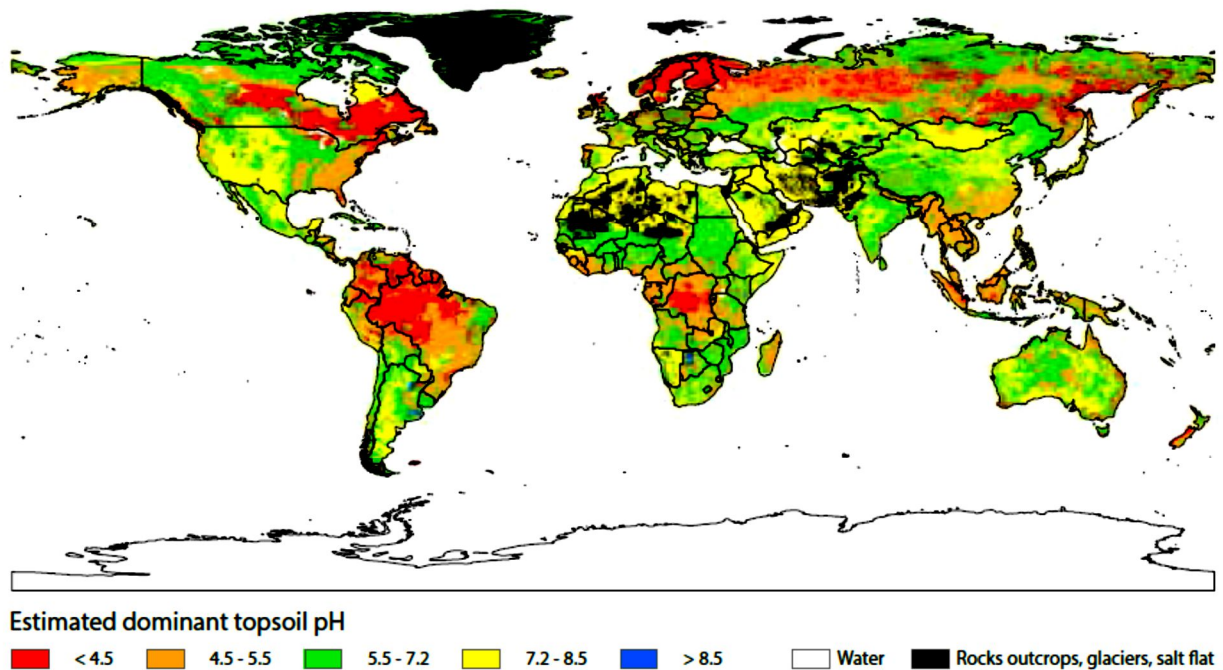 Estimated dominant topsoil pH
< 4.5 4.5 - 5.5 5.5 - 7.2 7.2 - 8.5 > 8.5 Water Rocks outcrops, glaciers, salt flat